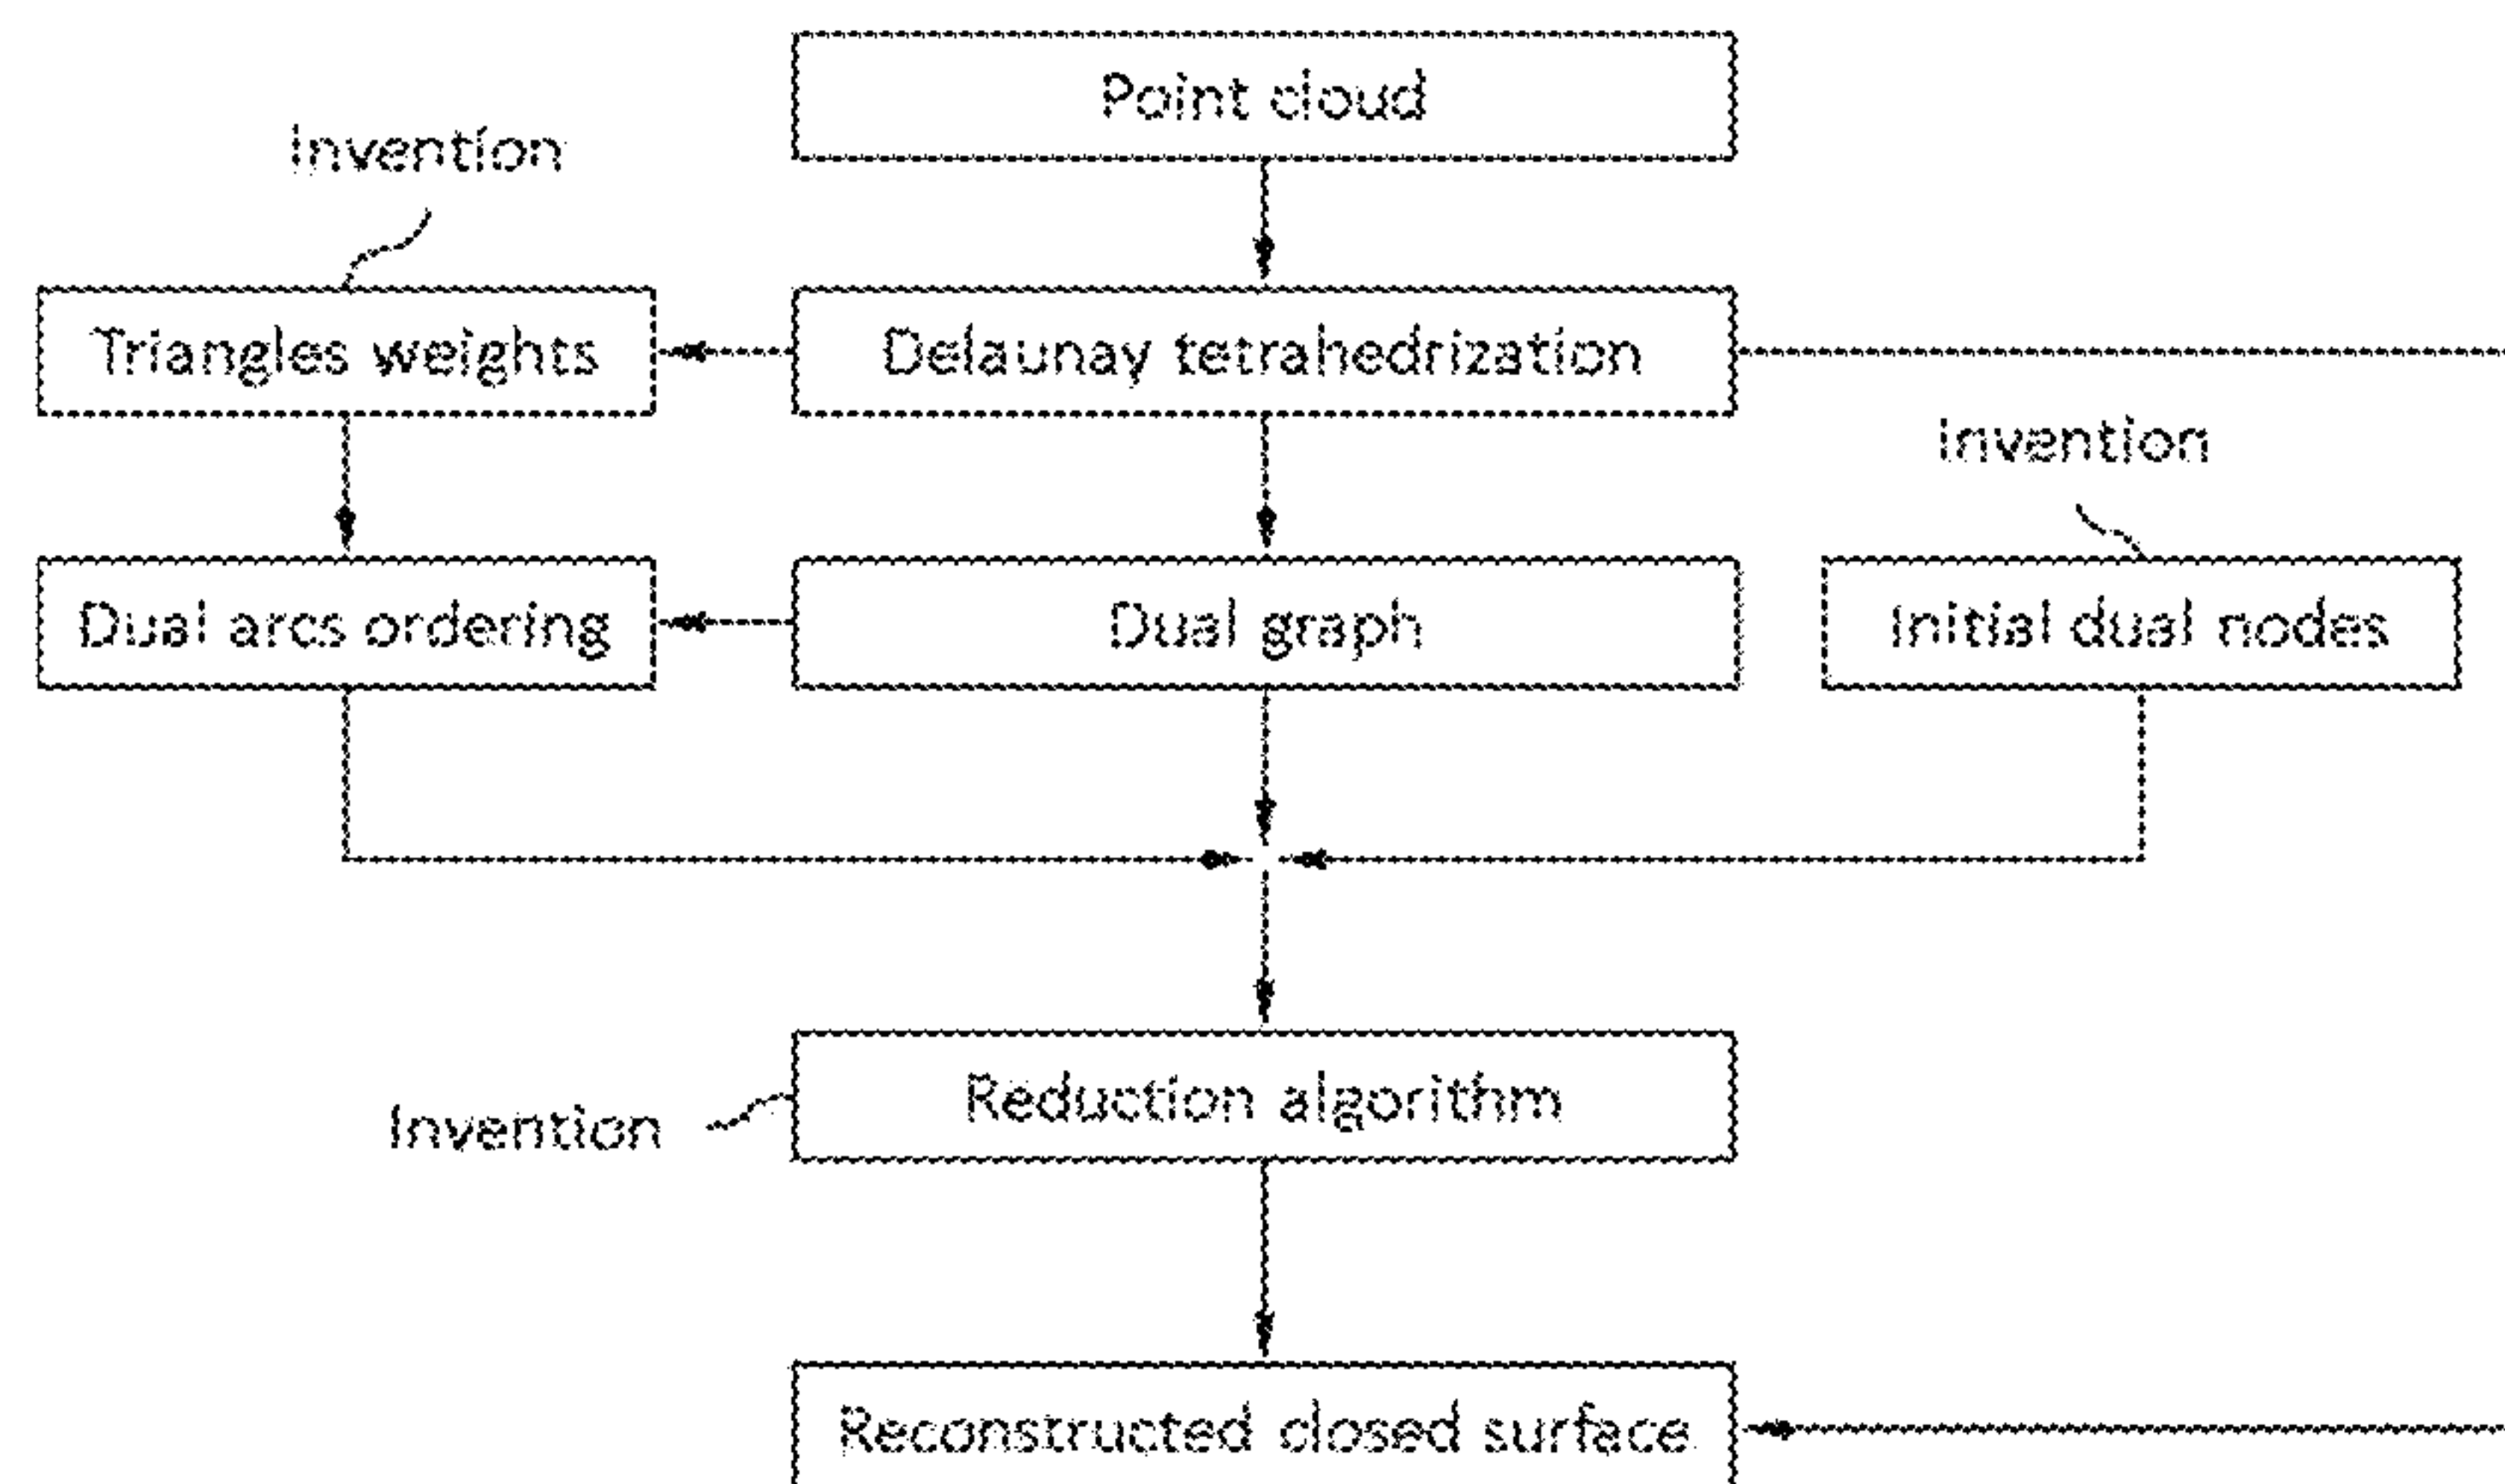 Point cloud
Invention
Triangles weights
Delaunay tetrahedrization
Invention
Dual arcs ordering
Dual graph
Initial dual nodes
Reduction algorithm
Invention
Reconstructed closed surface